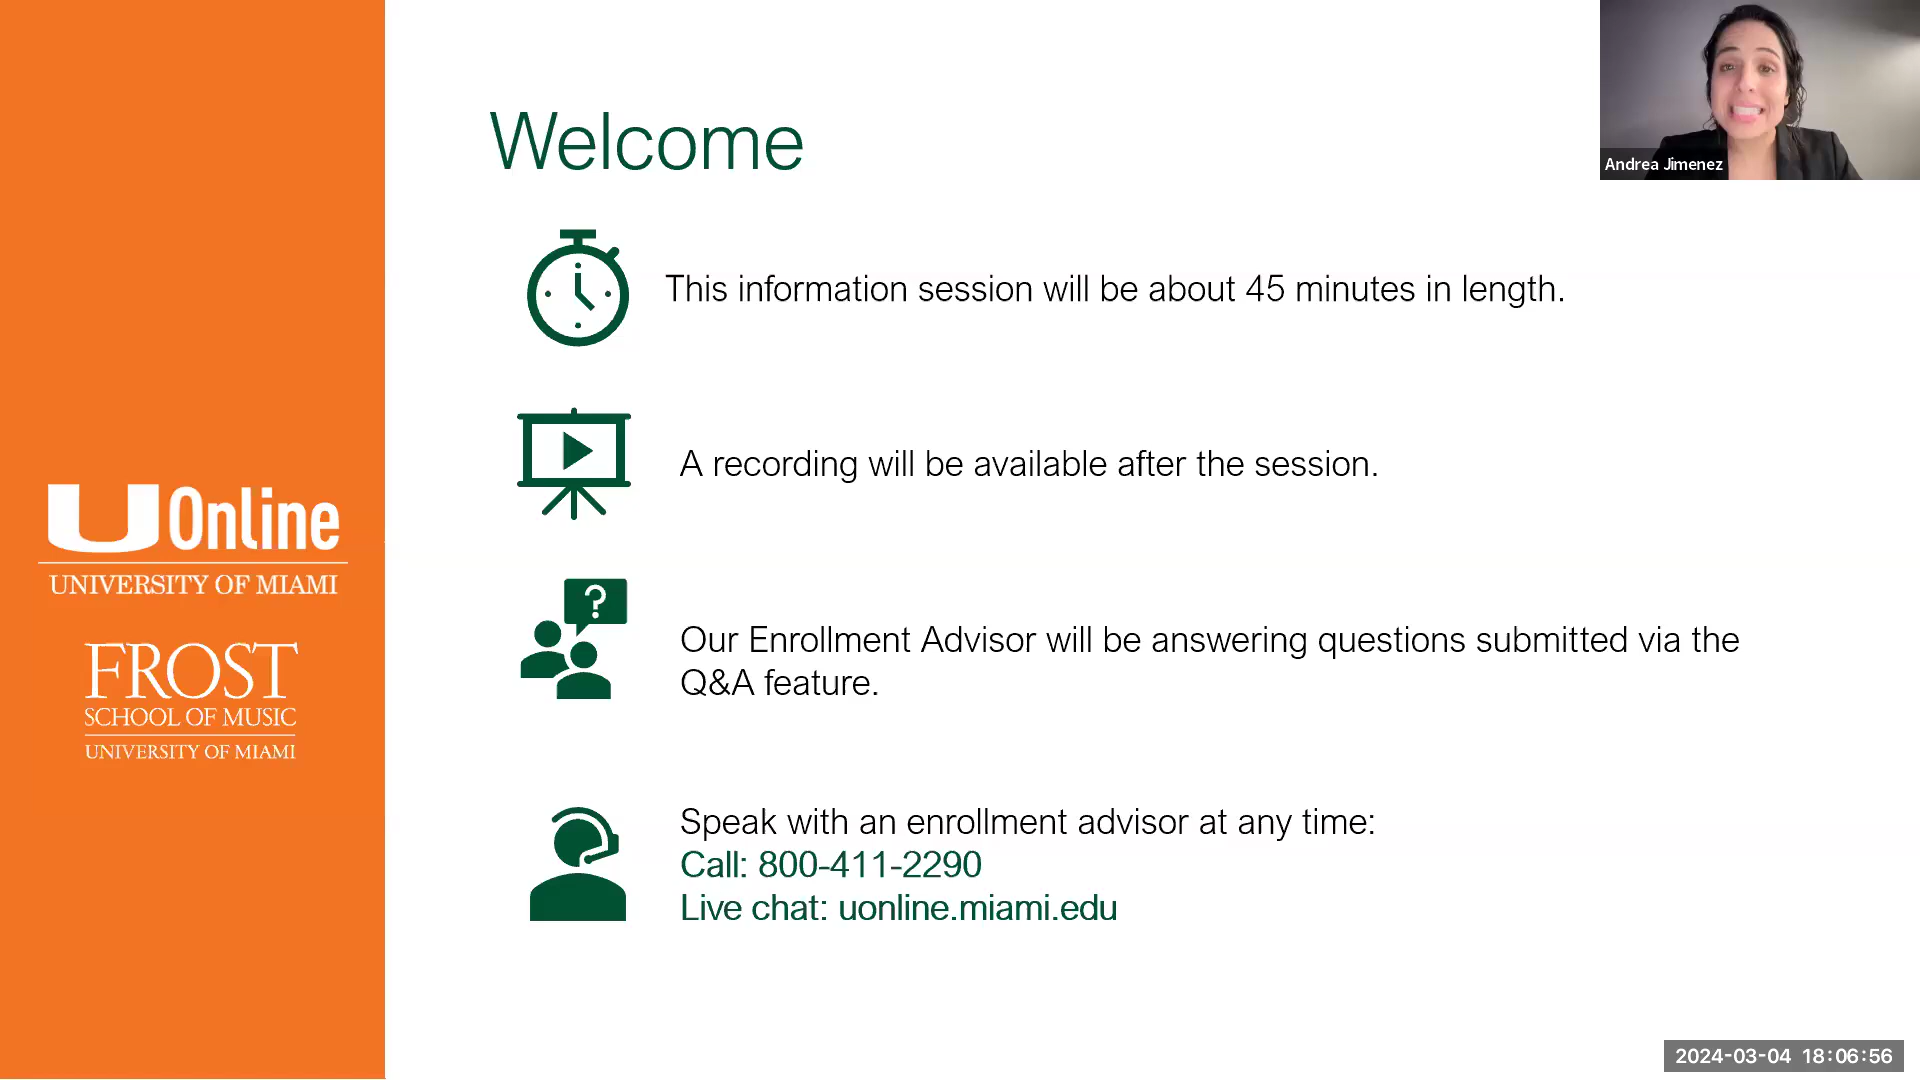 Welcome
This information session will be about 45 minutes in length.
A recording will be available after the session.
Our Enrollment Advisor will be answering questions submitted via the
Q&A feature.
Speak with an enrollment advisor at any time:
Call: 800-411-2290
Live chat: uonline.miami.edu
U Online
UNIVERSITY OF MIAMI
FROST
SCHOOL OF MUSIC
UNIVERSITY OF MIAMI
?
Andrea Jimenez
2024-03-04 18:06:56